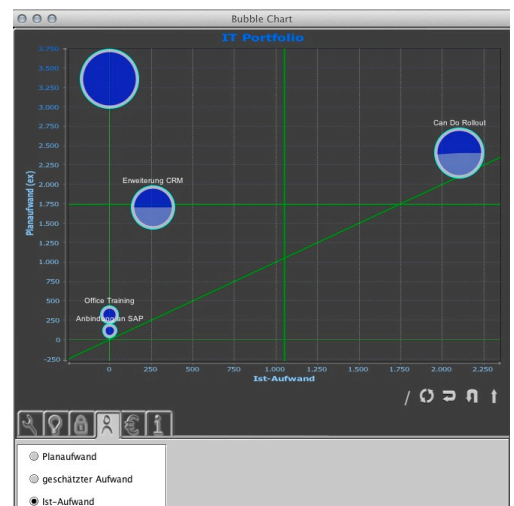 Bubble Chart
IT Portfolio
3.750
3.500
3.250
3.000
2.750
2.500
2.250
2.000
1.750
1.500
1.250
1.000
750
500
250
0
-250
Planaufwand (ex)
Can Do Rollout
Erweiterung CRM
Office Training
Anbindung an SAP
0 250 500 750 1.000 1.250 1.500 1.750 2.000 2.250
Ist-Aufwand
Planaufwand
geschätzter Aufwand
Ist-Aufwand